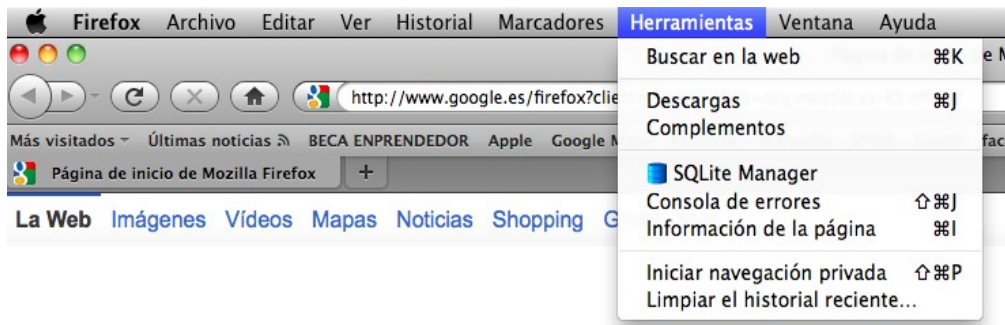 Firefox Archivo Editar Ver Historial Marcadores Herramientas Ventana Ayuda
Buscar en la web ⌘K
http://www.google.es/firefox?clie
Descargas ⌘J
Complementos
Más visitados Últimas noticias BECA ENPRENDEDOR Apple Google
Página de inicio de Mozilla Firefox +
SQLite Manager
Consola de errores ⇧⌘J
Información de la página ⌘I
La Web Imágenes Vídeos Mapas Noticias Shopping G
Iniciar navegación privada ⇧⌘P
Limpiar el historial reciente...